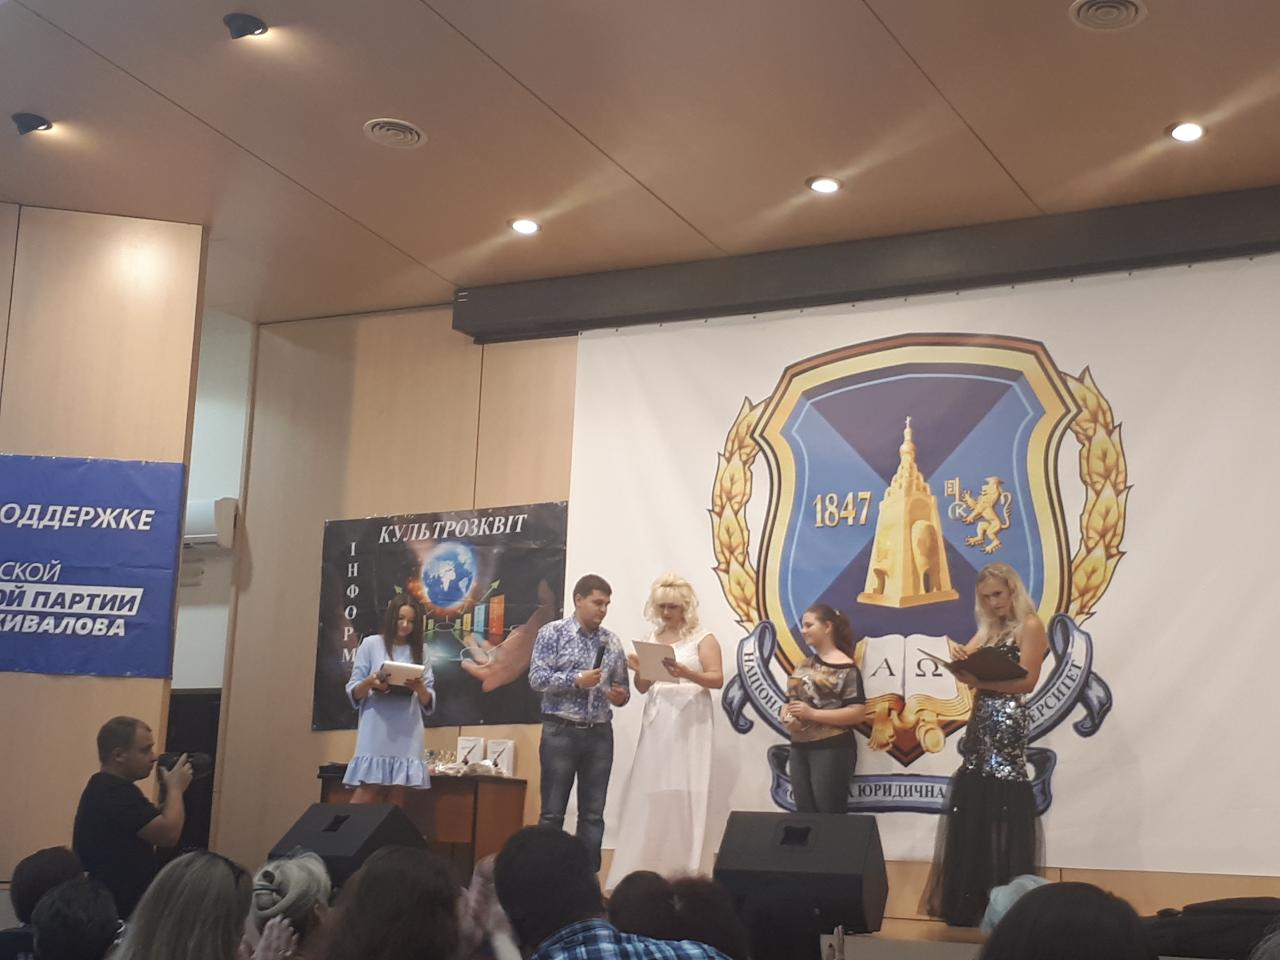 ОДДЕРЖКЕ
СКОЙ
ОЙ ПАРТИИ
КИВАЛОВА
КУЛЬТРОЗКВІТ
ІНФОРМ
1847
К
Α Ω
НАЦІОНА
ЕРСИТЕТ
А ЮРИДИЧНА